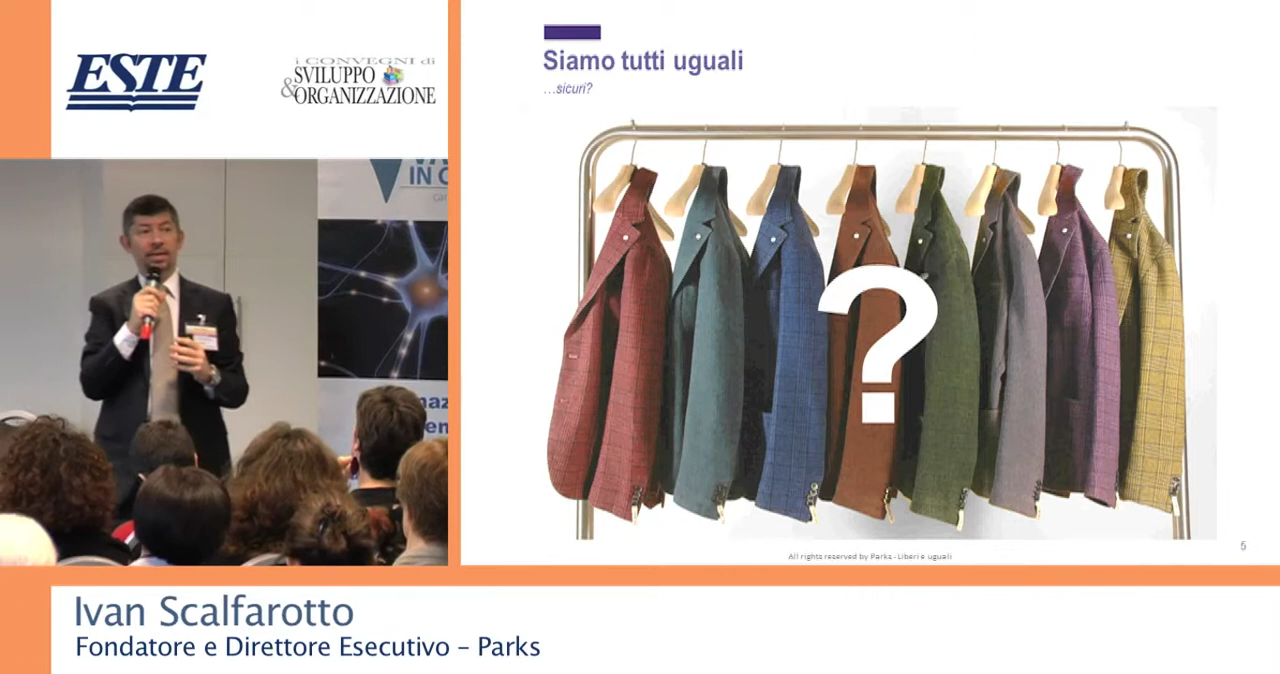 ESTE
i CONVEGNI di
SVILUPPO
&ORGANIZZAZIONE
IN
Siamo tutti uguali
...sicuri?
?
All rights reserved by Parks - Liberi e uguali
5
Ivan Scalfarotto
Fondatore e Direttore Esecutivo – Parks